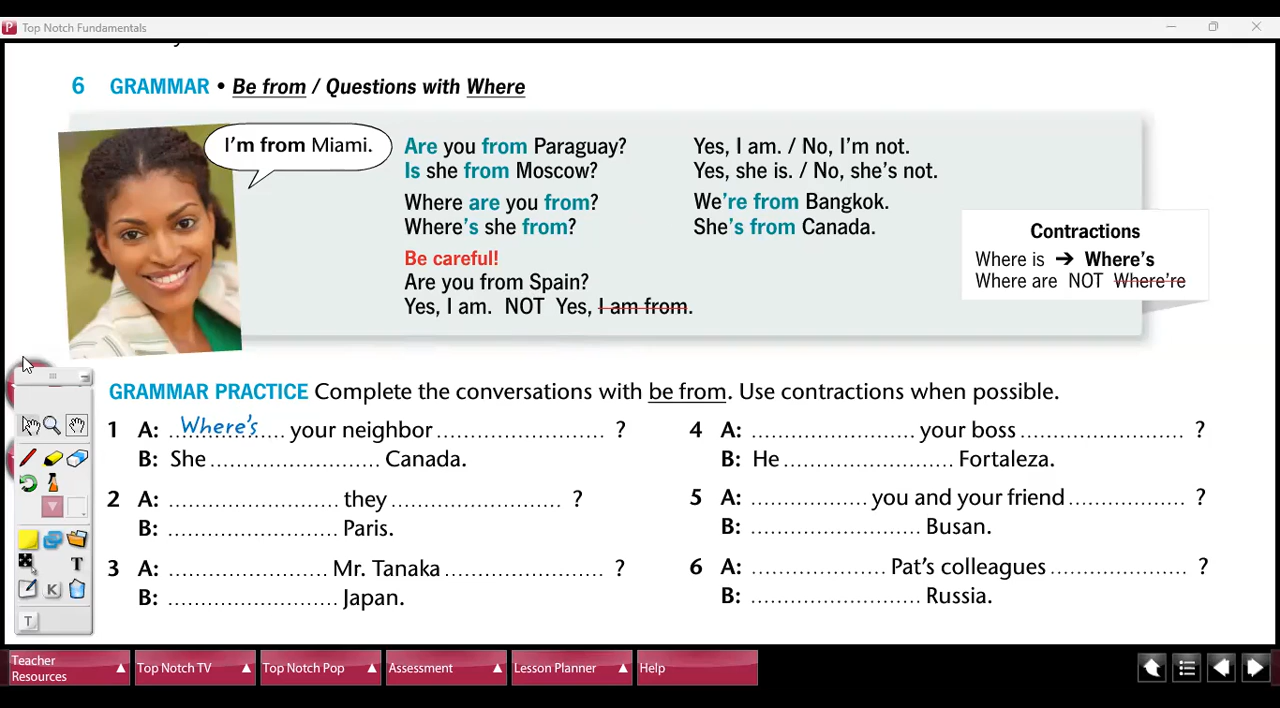 Top Notch Fundamentals
6 GRAMMAR • Be from / Questions with Where
I'm from Miami.
Are you from Paraguay? Yes, I am. / No, I'm not.
Is she from Moscow? Yes, she is. / No, she's not.
Where are you from? We're from Bangkok.
Where's she from? She's from Canada.
Be careful!
Are you from Spain?
Yes, I am. NOT Yes, I am from.
Contractions
Where is ➔ Where's
Where are NOT Where're
GRAMMAR PRACTICE Complete the conversations with be from. Use contractions when possible.
1 A: Where's your neighbor ........................ ?
B: She ........................ Canada.
2 A: ........................ they ........................ ?
B: ........................ Paris.
3 A: ........................ Mr. Tanaka ........................ ?
B: ........................ Japan.
4 A: ........................ your boss ........................ ?
B: He ........................ Fortaleza.
5 A: ................. you and your friend ................. ?
B: ........................ Busan.
6 A: .................... Pat's colleagues .................... ?
B: ........................ Russia.
T
K
T
Teacher Resources
Top Notch TV
Top Notch Pop
Assessment
Lesson Planner
Help